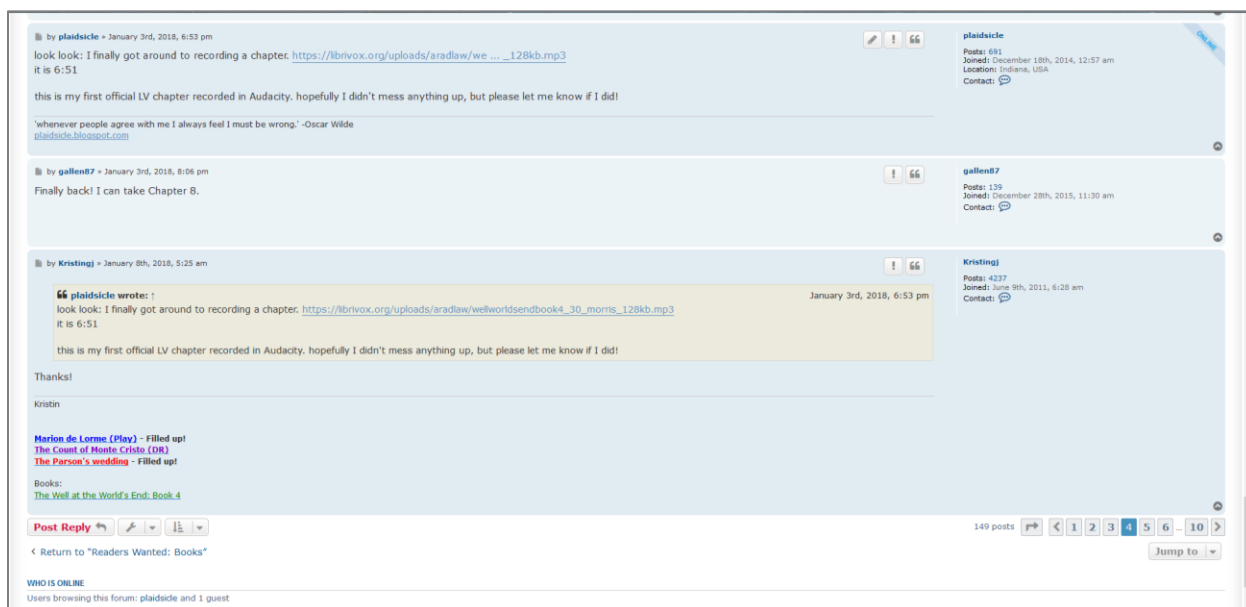 by plaidsicle » January 3rd, 2018, 6:53 pm
look look: I finally got around to recording a chapter. https://librivox.org/uploads/aradlaw/we ... _128kb.mp3
it is 6:51
this is my first official LV chapter recorded in Audacity. hopefully I didn't mess anything up, but please let me know if I did!
'whenever people agree with me I always feel I must be wrong.' -Oscar Wilde
plaidsicle.blogspot.com
plaidsicle
Posts: 691
Joined: December 18th, 2014, 12:57 am
Location: Indiana, USA
Contact:
ONLINE
by gallen87 » January 3rd, 2018, 8:06 pm
Finally back! I can take Chapter 8.
gallen87
Posts: 139
Joined: December 28th, 2015, 11:30 am
Contact:
by Kristingj » January 8th, 2018, 5:25 am
plaidsicle wrote: ↑ January 3rd, 2018, 6:53 pm
look look: I finally got around to recording a chapter. https://librivox.org/uploads/aradlaw/wellworldsendbook4_30_morris_128kb.mp3
it is 6:51
this is my first official LV chapter recorded in Audacity. hopefully I didn't mess anything up, but please let me know if I did!
Thanks!
Kristin
Marion de Lorme (Play) - Filled up!
The Count of Monte Cristo (DR)
The Parson's wedding - Filled up!
Books:
The Well at the World's End: Book 4
Kristingj
Posts: 4237
Joined: June 9th, 2011, 6:28 am
Contact:
Post Reply
149 posts 1 2 3 4 5 6 … 10
‹ Return to "Readers Wanted: Books"
Jump to
WHO IS ONLINE
Users browsing this forum: plaidsicle and 1 guest